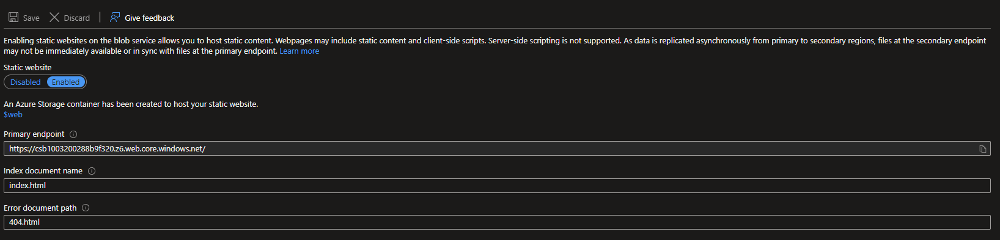 Save Discard Give feedback
Enabling static websites on the blob service allows you to host static content. Webpages may include static content and client-side scripts. Server-side scripting is not supported. As data is replicated asynchronously from primary to secondary regions, files at the secondary endpoint
may not be immediately available or in sync with files at the primary endpoint. Learn more
Static website
Disabled Enabled
An Azure Storage container has been created to host your static website.
$web
Primary endpoint
https://csb1003200288b9f320.z6.web.core.windows.net/
Index document name
index.html
Error document path
404.html